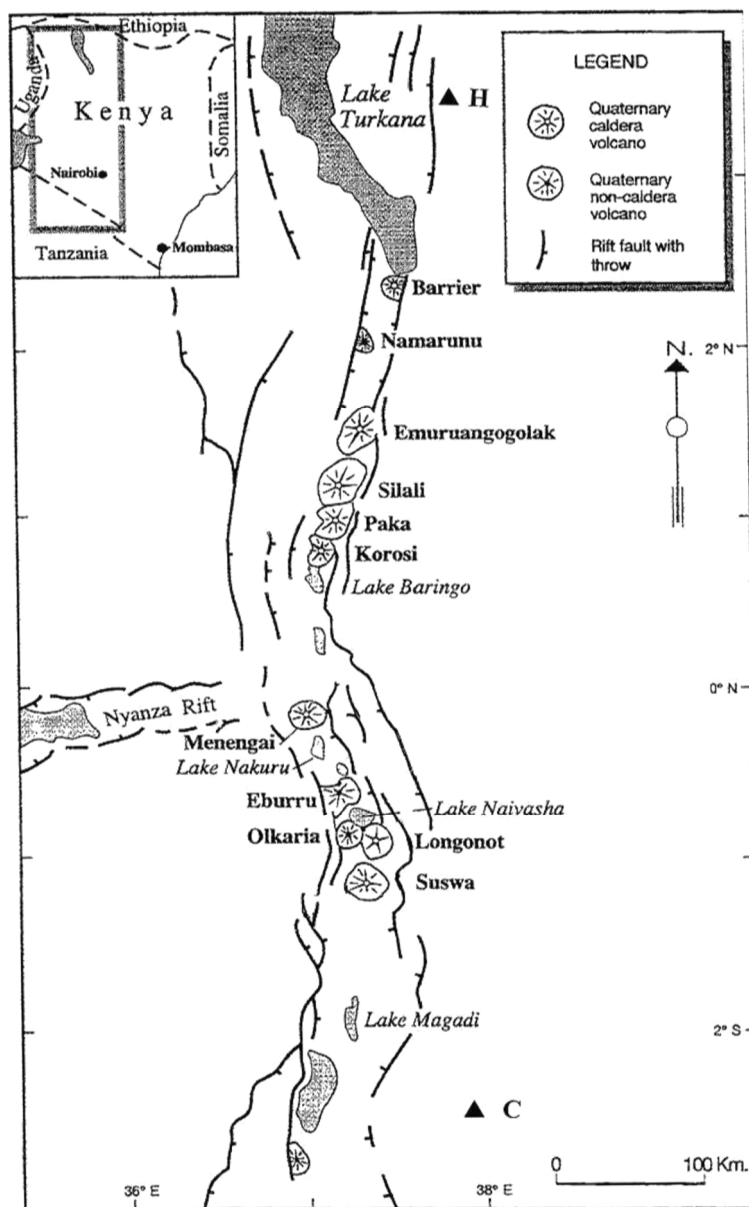 Ethiopia
Uganda
Kenya
Somalia
Nairobi
Tanzania
Mombasa
Lake
Turkana
H
LEGEND
Quaternary
caldera
volcano
Quaternary
non-caldera
volcano
Rift fault with
throw
Barrier
Namarunu
2° N
N.
Emuruangogolak
Silali
Paka
Korosi
Lake Baringo
0° N
Nyanza Rift
Menengai
Lake Nakuru
Eburru
Lake Naivasha
Olkaria
Longonot
Suswa
Lake Magadi
2° S
C
0
100 Km.
36° E
38° E